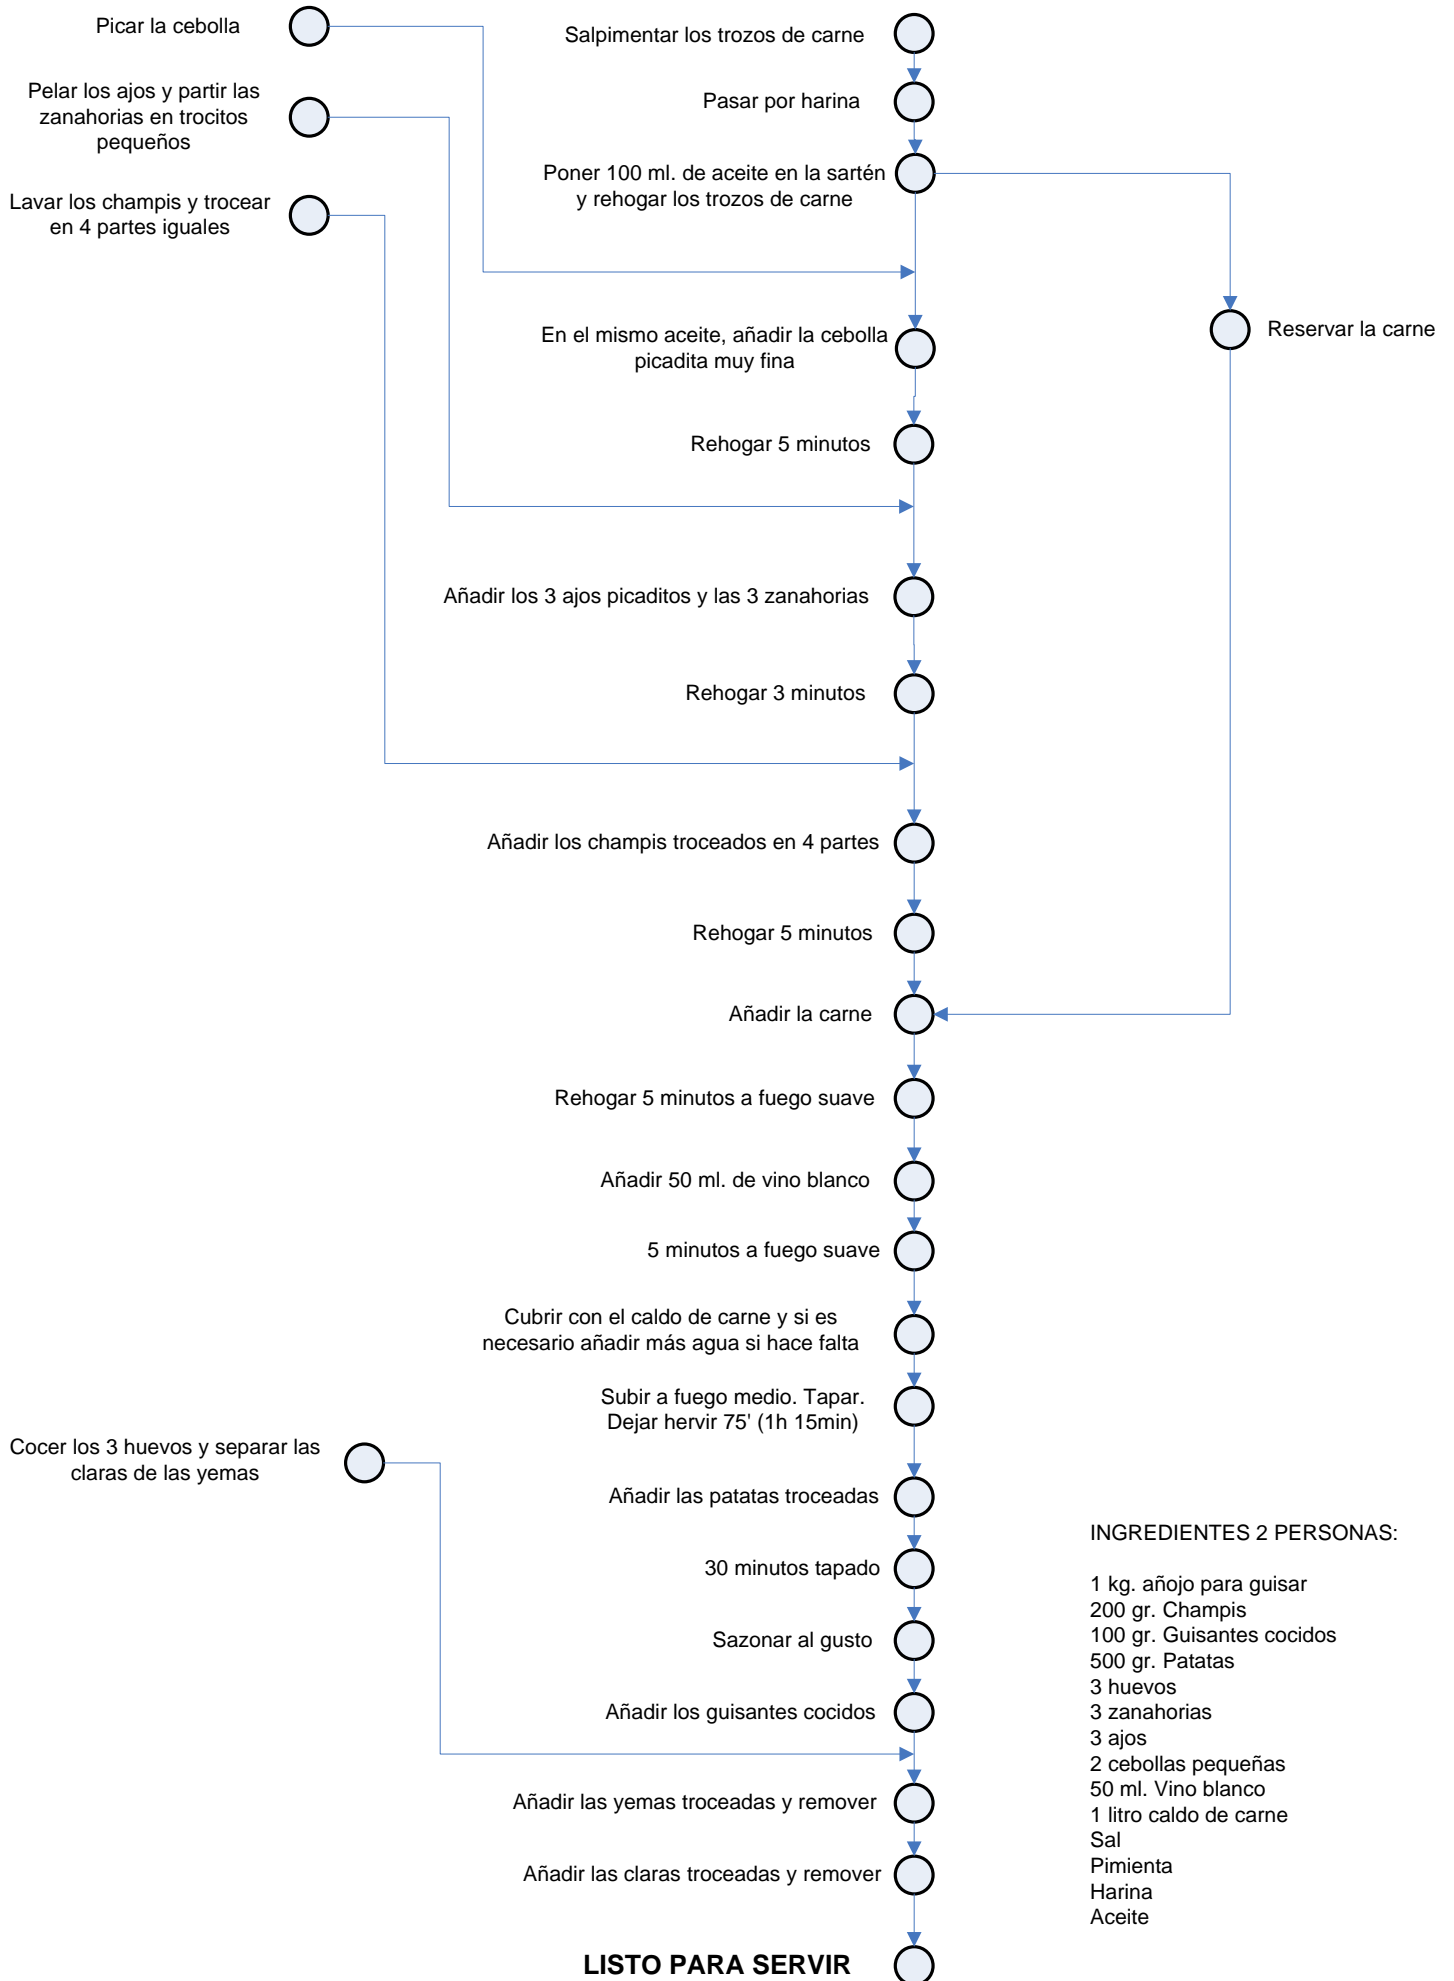 Picar la cebolla
Salpimentar los trozos de carne
Pelar los ajos y partir las
zanahorias en trocitos
pequeños
Pasar por harina
Poner 100 ml. de aceite en la sartén
y rehogar los trozos de carne
Lavar los champis y trocear
en 4 partes iguales
En el mismo aceite, añadir la cebolla
picadita muy fina
Reservar la carne
Rehogar 5 minutos
Añadir los 3 ajos picaditos y las 3 zanahorias
Rehogar 3 minutos
Añadir los champis troceados en 4 partes
Rehogar 5 minutos
Añadir la carne
Rehogar 5 minutos a fuego suave
Añadir 50 ml. de vino blanco
5 minutos a fuego suave
Cubrir con el caldo de carne y si es
necesario añadir más agua si hace falta
Subir a fuego medio. Tapar.
Dejar hervir 75' (1h 15min)
Cocer los 3 huevos y separar las
claras de las yemas
Añadir las patatas troceadas
30 minutos tapado
Sazonar al gusto
Añadir los guisantes cocidos
Añadir las yemas troceadas y remover
Añadir las claras troceadas y remover
LISTO PARA SERVIR
INGREDIENTES 2 PERSONAS:
1 kg. añojo para guisar
200 gr. Champis
100 gr. Guisantes cocidos
500 gr. Patatas
3 huevos
3 zanahorias
3 ajos
2 cebollas pequeñas
50 ml. Vino blanco
1 litro caldo de carne
Sal
Pimienta
Harina
Aceite